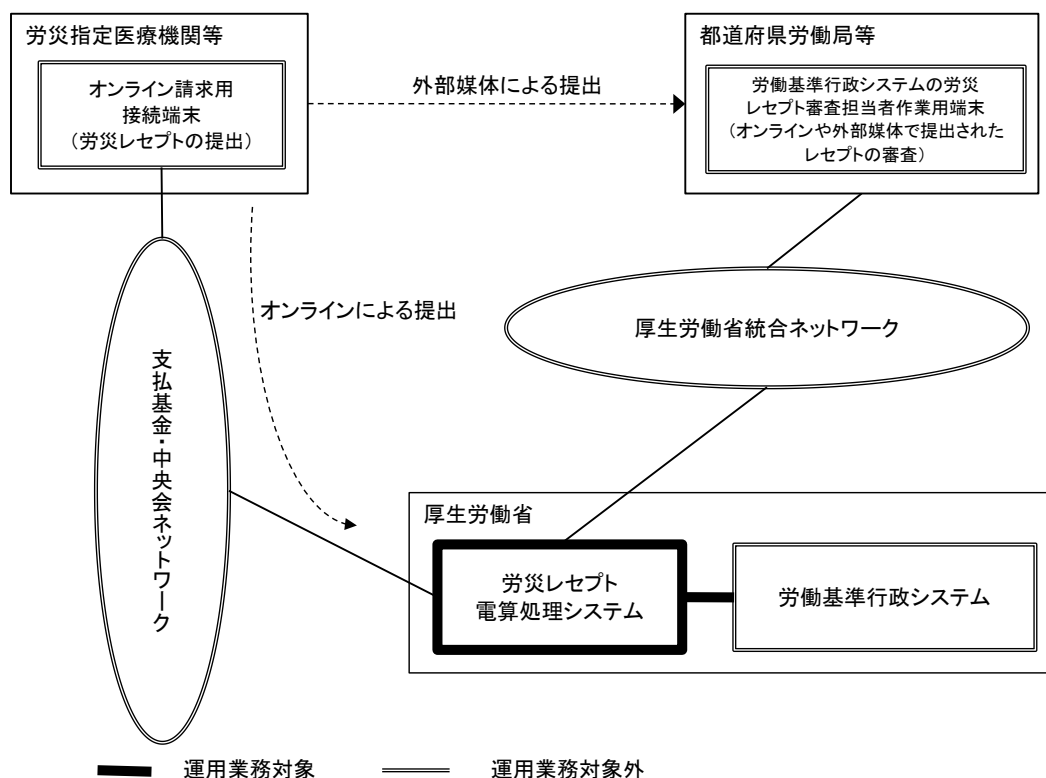 労災指定医療機関等
オンライン請求用
接続端末
(労災レセプトの提出)
外部媒体による提出
都道府県労働局等
労働基準行政システムの労災
レセプト審査担当者作業用端末
(オンラインや外部媒体で提出された
レセプトの審査)
オンラインによる提出
支払基金・中央会ネットワーク
厚生労働省統合ネットワーク
厚生労働省
労災レセプト
電算処理システム
労働基準行政システム
運用業務対象
運用業務対象外